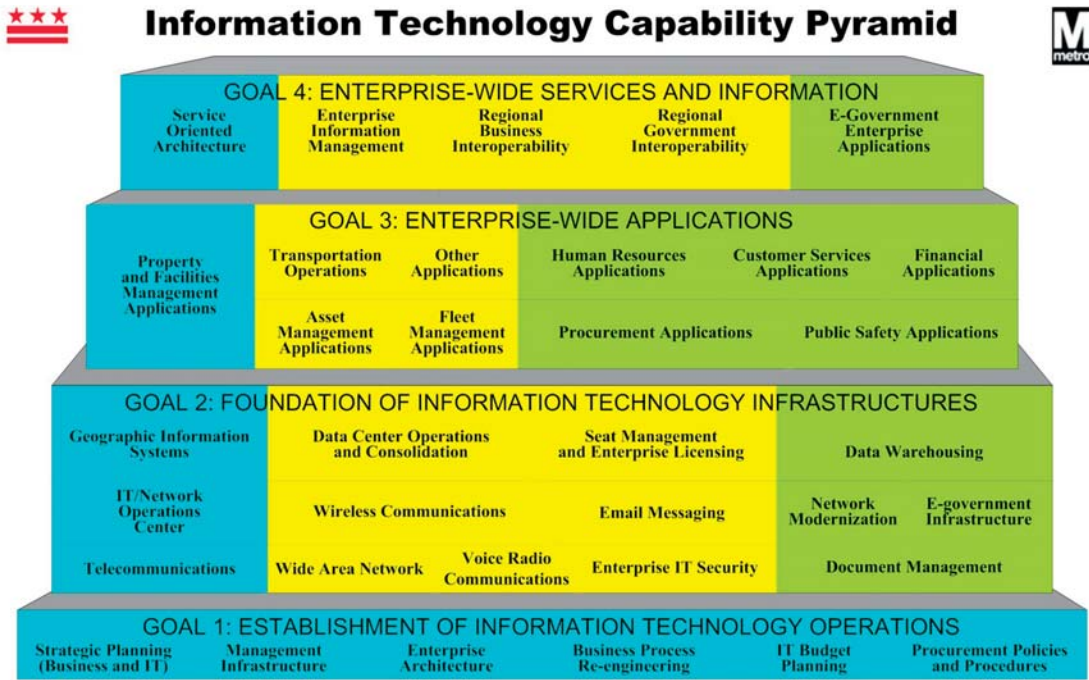 Information Technology Capability Pyramid
M
metro
GOAL 4: ENTERPRISE-WIDE SERVICES AND INFORMATION
Service
Oriented
Architecture
Enterprise
Information
Management
Regional
Business
Interoperability
Regional
Government
Interoperability
E-Government
Enterprise
Applications
GOAL 3: ENTERPRISE-WIDE APPLICATIONS
Property
and Facilities
Management
Applications
Transportation
Operations
Other
Applications
Human Resources
Applications
Customer Services
Applications
Financial
Applications
Asset
Management
Applications
Fleet
Management
Applications
Procurement Applications
Public Safety Applications
GOAL 2: FOUNDATION OF INFORMATION TECHNOLOGY INFRASTRUCTURES
Geographic Information
Systems
Data Center Operations
and Consolidation
Seat Management
and Enterprise Licensing
Data Warehousing
IT/Network
Operations
Center
Wireless Communications
Email Messaging
Network
Modernization
E-government
Infrastructure
Telecommunications
Wide Area Network
Voice Radio
Communications
Enterprise IT Security
Document Management
GOAL 1: ESTABLISHMENT OF INFORMATION TECHNOLOGY OPERATIONS
Strategic Planning
(Business and IT)
Management
Infrastructure
Enterprise
Architecture
Business Process
Re-engineering
IT Budget
Planning
Procurement Policies
and Procedures